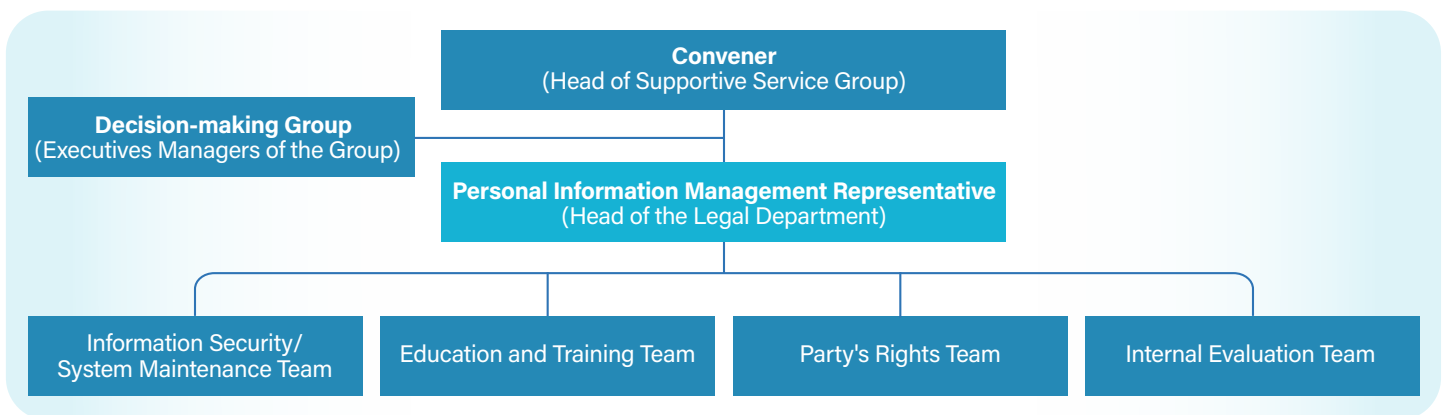 Convener
(Head of Supportive Service Group)
Decision-making Group
(Executives Managers of the Group)
Personal Information Management Representative
(Head of the Legal Department)
Information Security/
System Maintenance Team
Education and Training Team
Party's Rights Team
Internal Evaluation Team